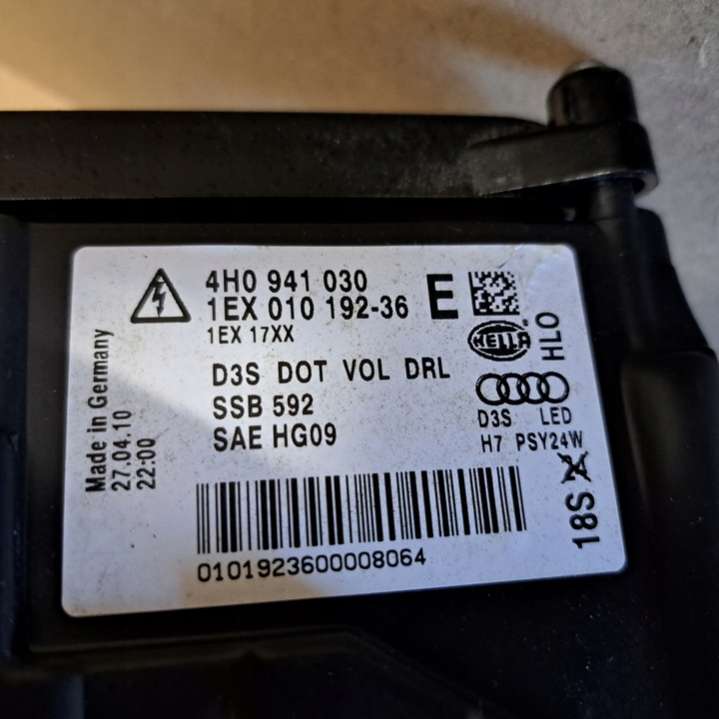 4H0 941 030
1EX 010 192-36 E
1EX 17XX
HELLA
HLO
D3S DOT VOL DRL
SSB 592
SAE HG09
D3S LED
H7 PSY24W
Made in Germany
27.04.10
22:00
18S
0101923600008064